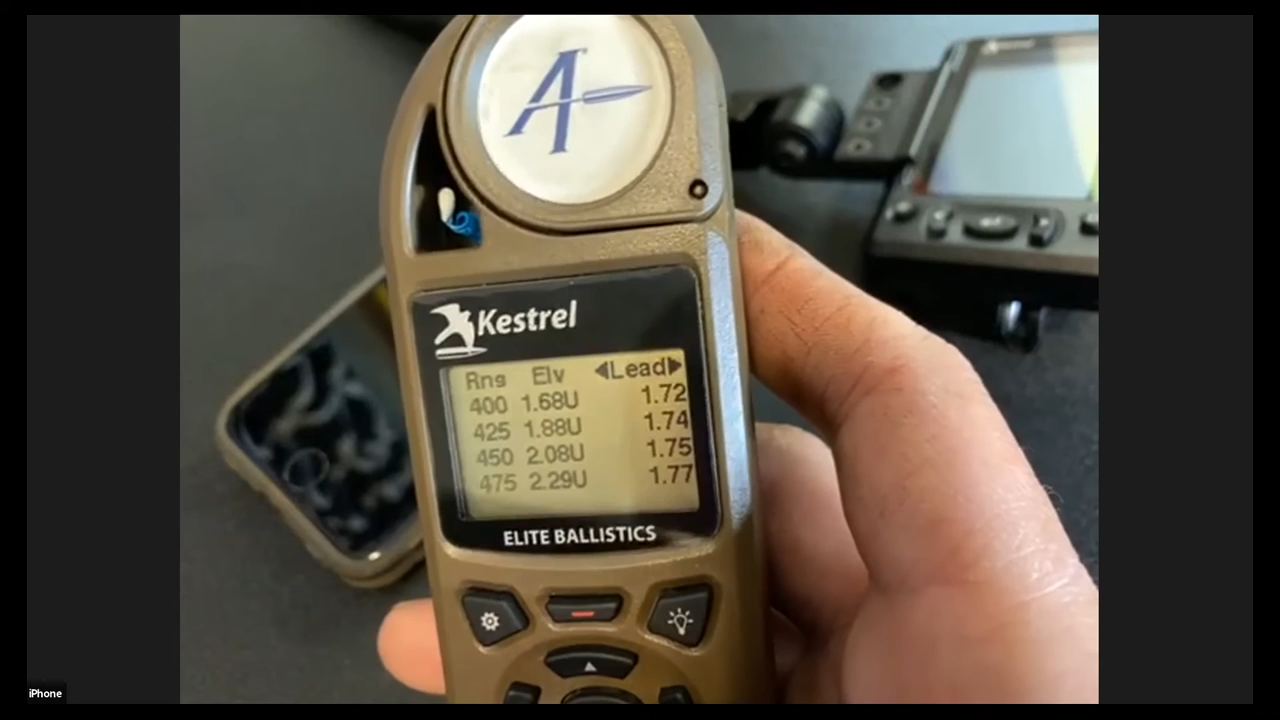 A
Kestrel
Rng Elv ◀Lead▶
400 1.68U 1.72
425 1.88U 1.74
450 2.08U 1.75
475 2.29U 1.77
ELITE BALLISTICS
iPhone